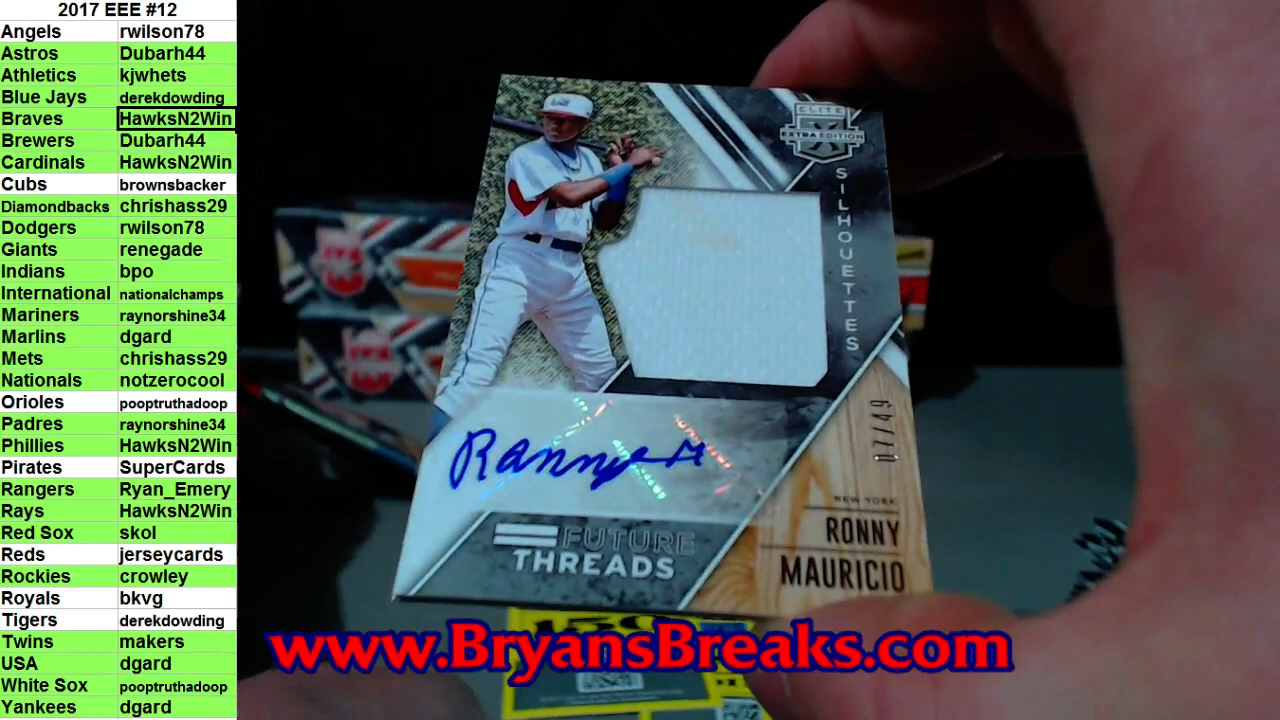 2017 EEE #12
Angels rwilson78
Astros Dubarh44
Athletics kjwhets
Blue Jays derekdowding
Braves HawksN2Win
Brewers Dubarh44
Cardinals HawksN2Win
Cubs brownsbacker
Diamondbacks chrishass29
Dodgers rwilson78
Giants renegade
Indians bpo
International nationalchamps
Mariners raynorshine34
Marlins dgard
Mets chrishass29
Nationals notzerocool
Orioles pooptruthadoop
Padres raynorshine34
Phillies HawksN2Win
Pirates SuperCards
Rangers Ryan_Emery
Rays HawksN2Win
Red Sox skol
Reds jerseycards
Rockies crowley
Royals bkvg
Tigers derekdowding
Twins makers
USA dgard
White Sox pooptruthadoop
Yankees dgard
ELITE
EXTRA EDITION
SILHOUETTES
07/49
Ronny M
NEW YORK
RONNY
MAURICIO
FUTURE
THREADS
www.BryansBreaks.com